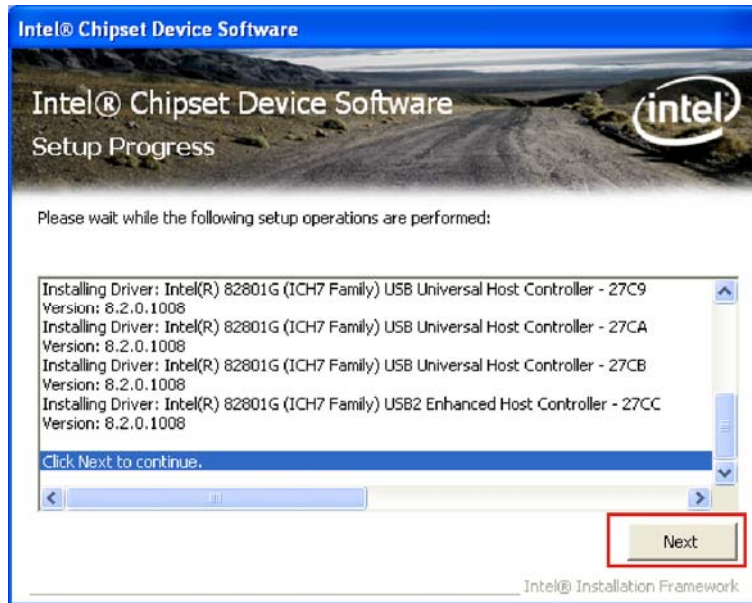 Intel® Chipset Device Software
Intel® Chipset Device Software
intel
Setup Progress
Please wait while the following setup operations are performed:
Installing Driver: Intel(R) 82801G (ICH7 Family) USB Universal Host Controller - 27C9
Version: 8.2.0.1008
Installing Driver: Intel(R) 82801G (ICH7 Family) USB Universal Host Controller - 27CA
Version: 8.2.0.1008
Installing Driver: Intel(R) 82801G (ICH7 Family) USB Universal Host Controller - 27CB
Version: 8.2.0.1008
Installing Driver: Intel(R) 82801G (ICH7 Family) USB2 Enhanced Host Controller - 27CC
Version: 8.2.0.1008
Click Next to continue.
Next
Intel® Installation Framework